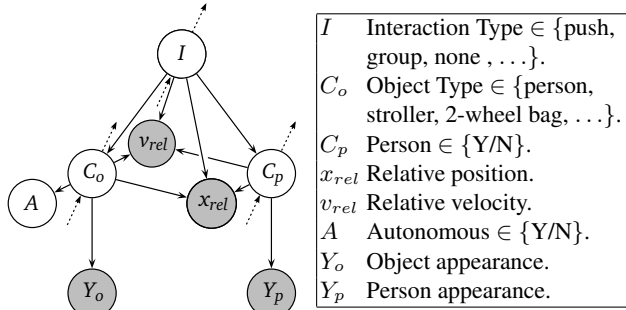 I
v_rel
C_o
C_p
A
x_rel
Y_o
Y_p
I Interaction Type ∈ {push,
group, none , . . .}.
C_o Object Type ∈ {person,
stroller, 2-wheel bag, . . .}.
C_p Person ∈ {Y/N}.
x_rel Relative position.
v_rel Relative velocity.
A Autonomous ∈ {Y/N}.
Y_o Object appearance.
Y_p Person appearance.